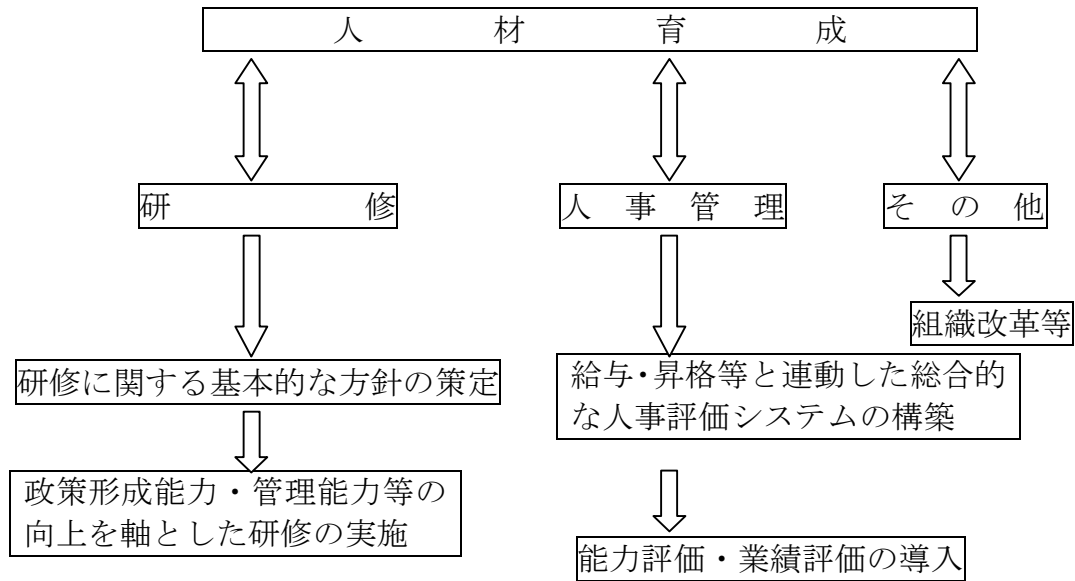 人材育成
研修
人事管理
その他
組織改革等
研修に関する基本的な方針の策定
給与・昇格等と連動した総合的
な人事評価システムの構築
政策形成能力・管理能力等の
向上を軸とした研修の実施
能力評価・業績評価の導入